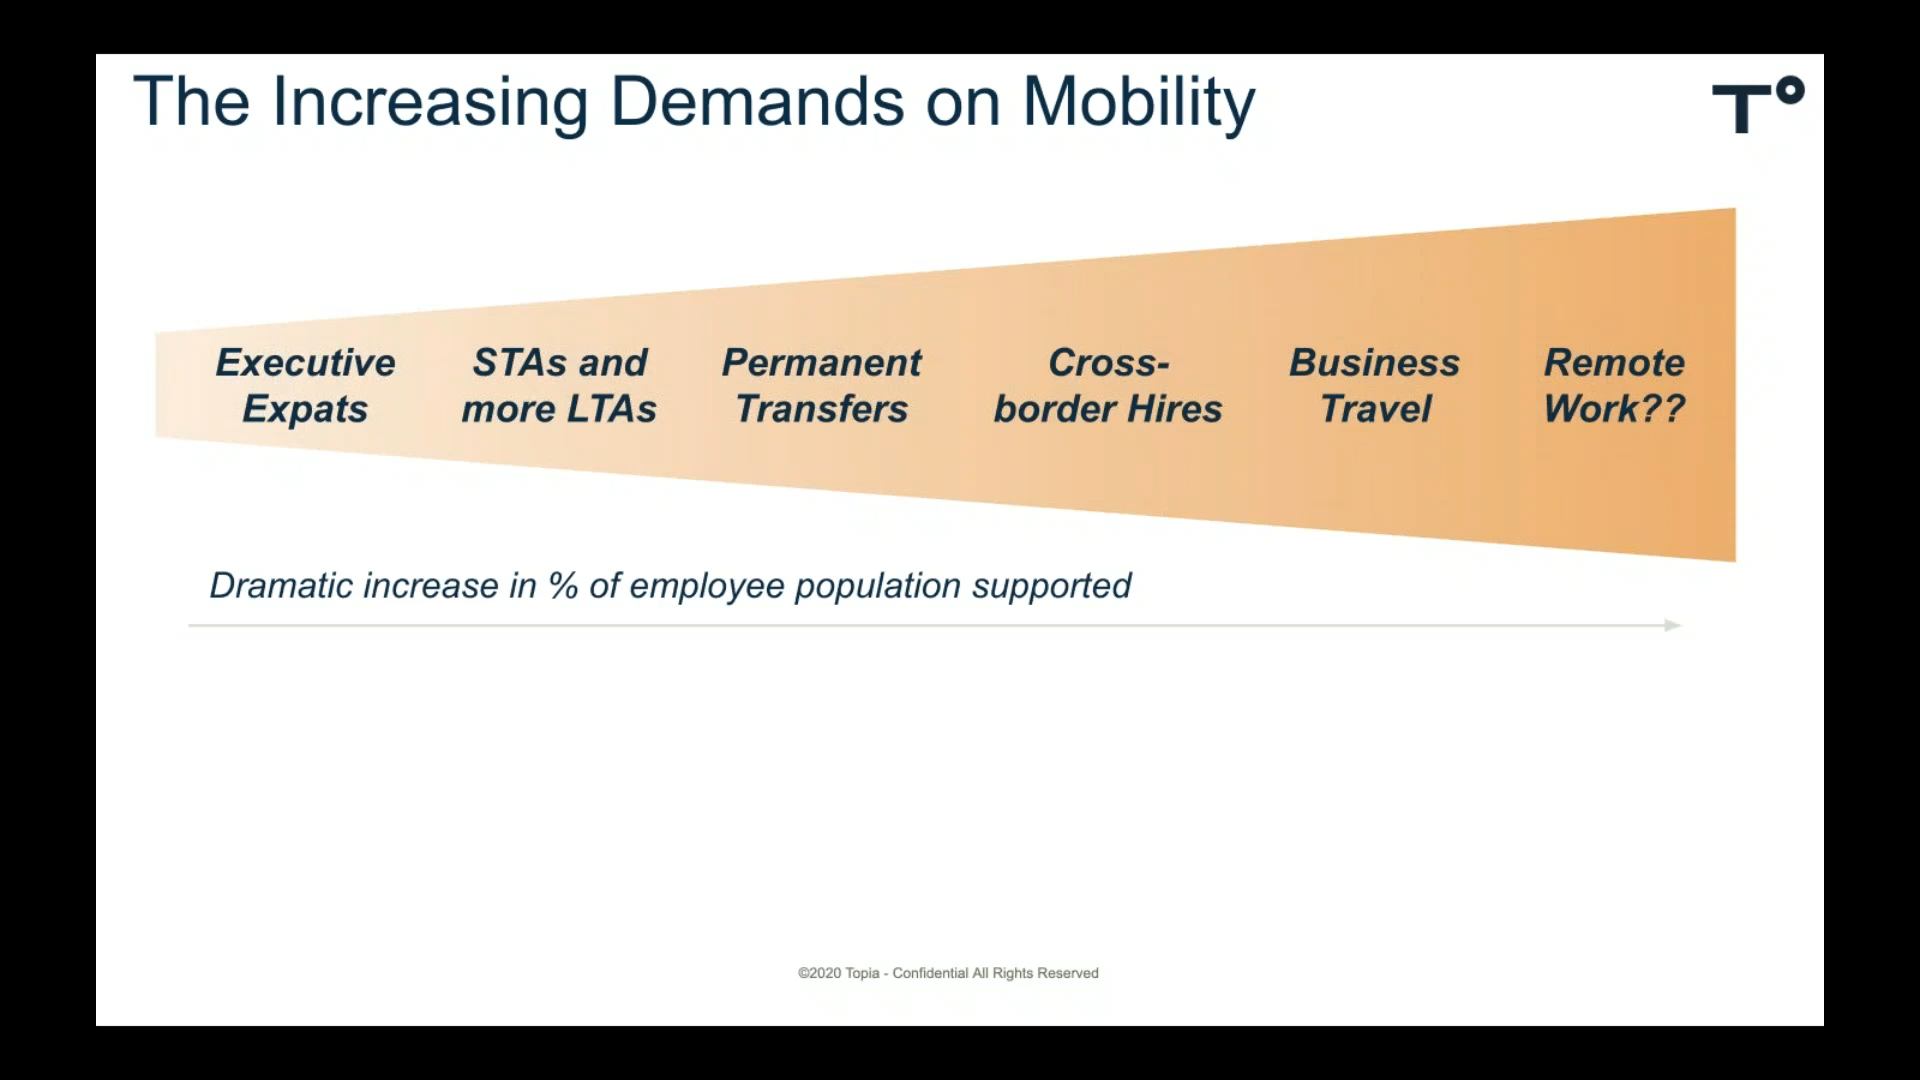 The Increasing Demands on Mobility
T°
Executive
Expats
STAs and
more LTAs
Permanent
Transfers
Cross-
border Hires
Business
Travel
Remote
Work??
Dramatic increase in % of employee population supported
©2020 Topia - Confidential All Rights Reserved